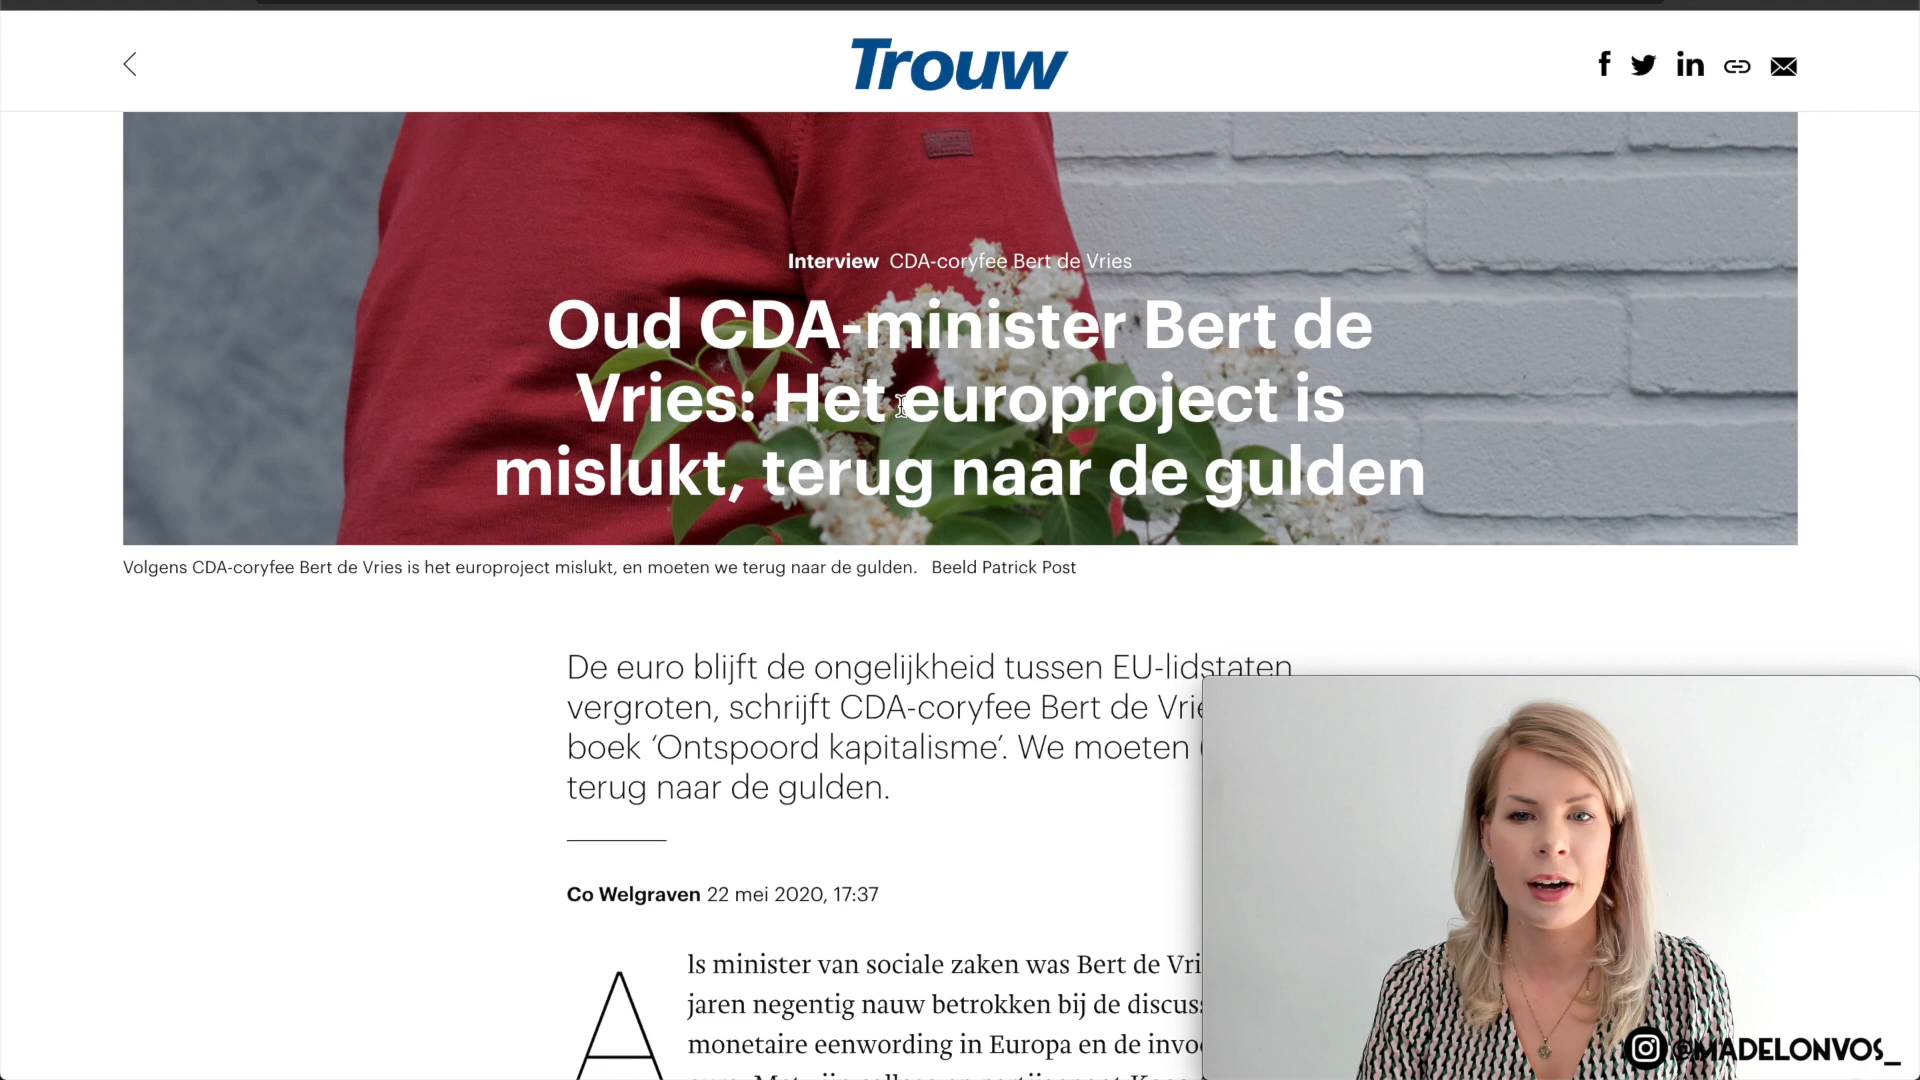 Trouw
Interview CDA-coryfee Bert de Vries
Oud CDA-minister Bert de
Vries: Het europroject is
mislukt, terug naar de gulden
Volgens CDA-coryfee Bert de Vries is het europroject mislukt, en moeten we terug naar de gulden. Beeld Patrick Post
De euro blijft de ongelijkheid tussen EU-lidstaten
vergroten, schrijft CDA-coryfee Bert de Vrie
boek ‘Ontspoord kapitalisme’. We moeten
terug naar de gulden.
Co Welgraven 22 mei 2020, 17:37
Als minister van sociale zaken was Bert de Vri
jaren negentig nauw betrokken bij de discus
monetaire eenwording in Europa en de invo
@MADELONVOS_